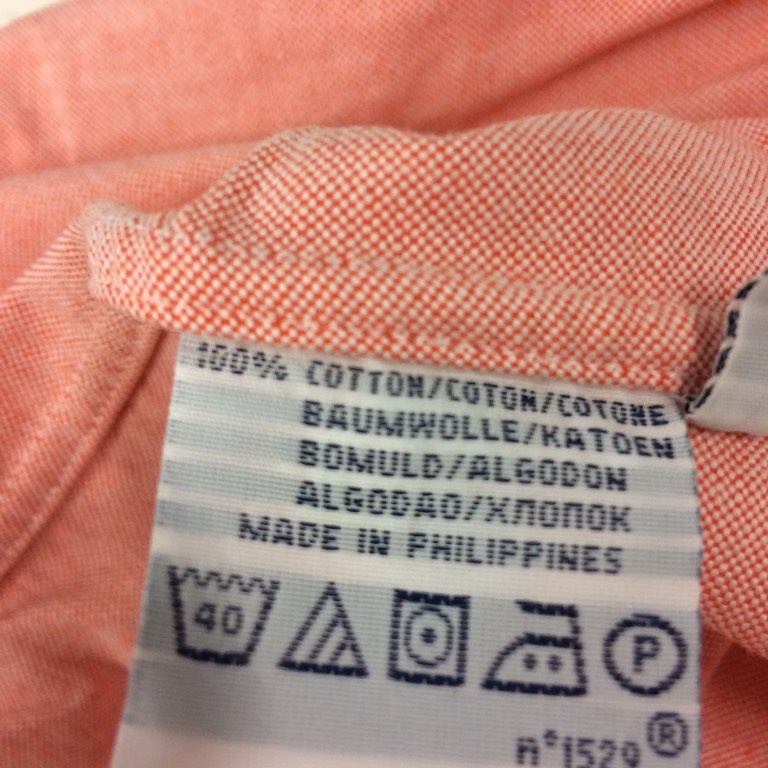 100% COTTON/COTON/COTONE
BAUMWOLLE/KATOEN
BOMULD/ALGODON
ALGODAO/ХЛОПОК
MADE IN PHILIPPINES
40
P
n°1529 ®